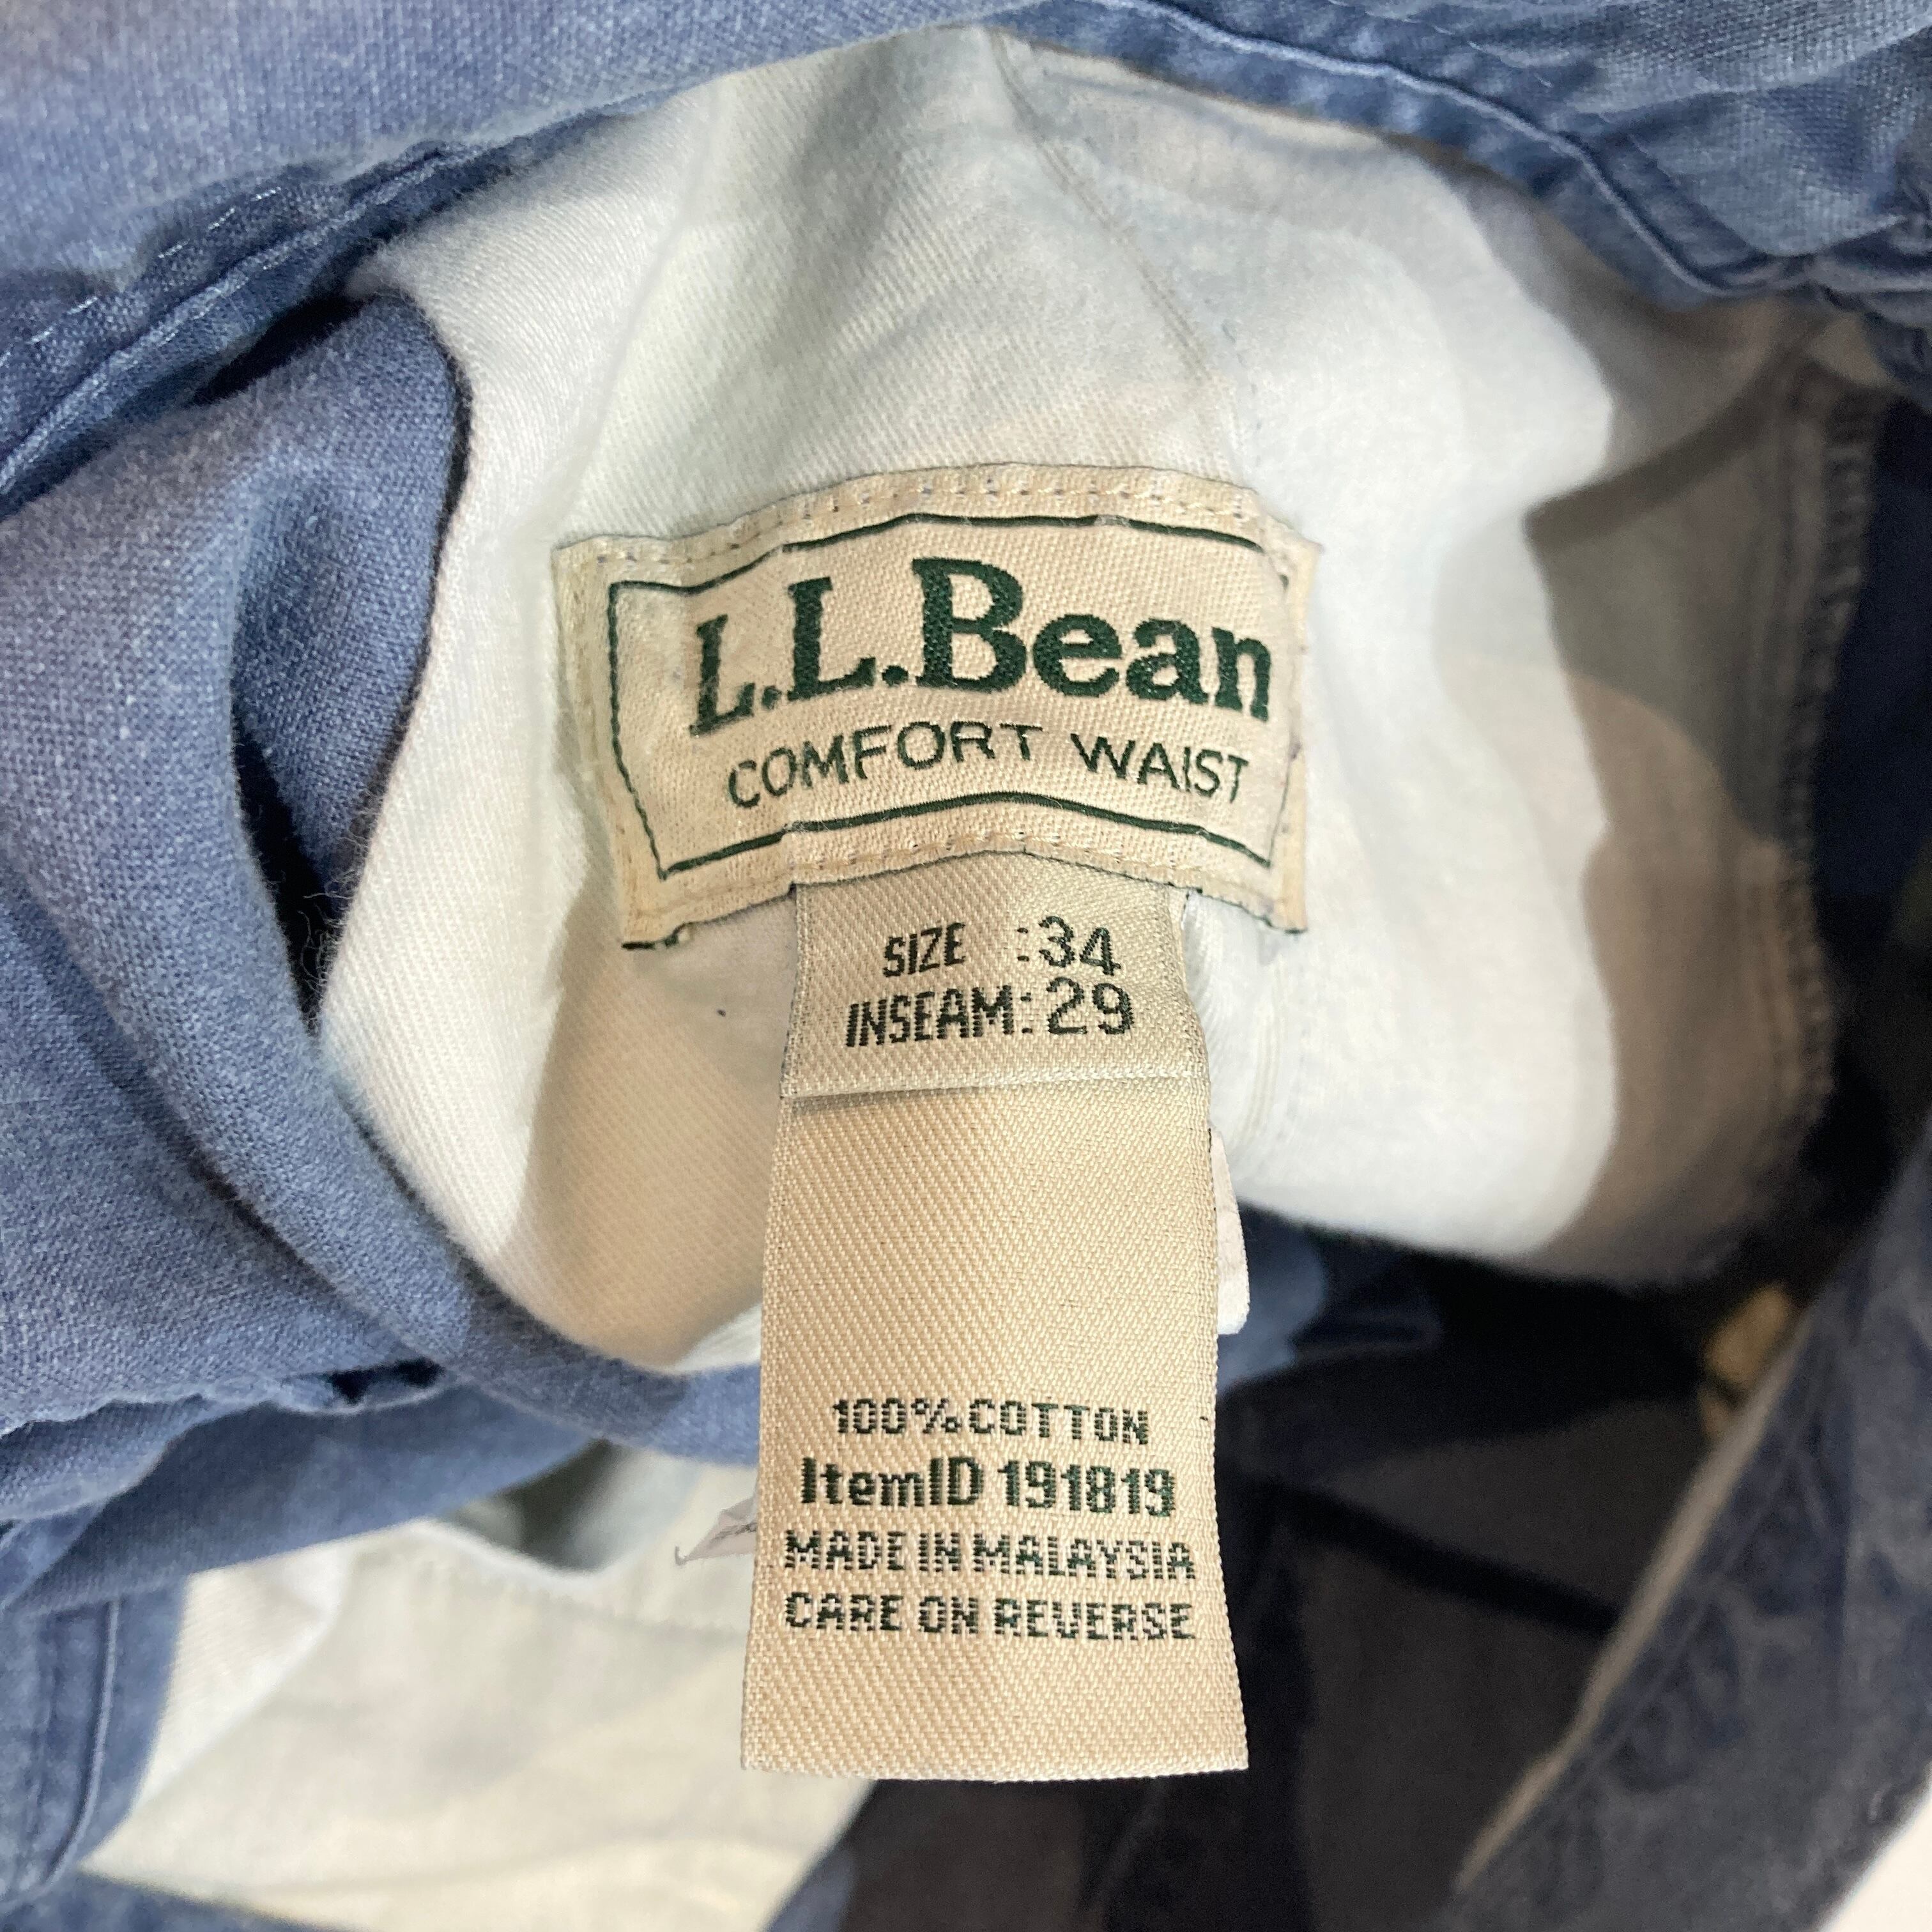 L.L.Bean
COMFORT WAIST
SIZE :34
INSEAM: 29
100% COTTON
ItemID 191819
MADE IN MALAYSIA
CARE ON REVERSE